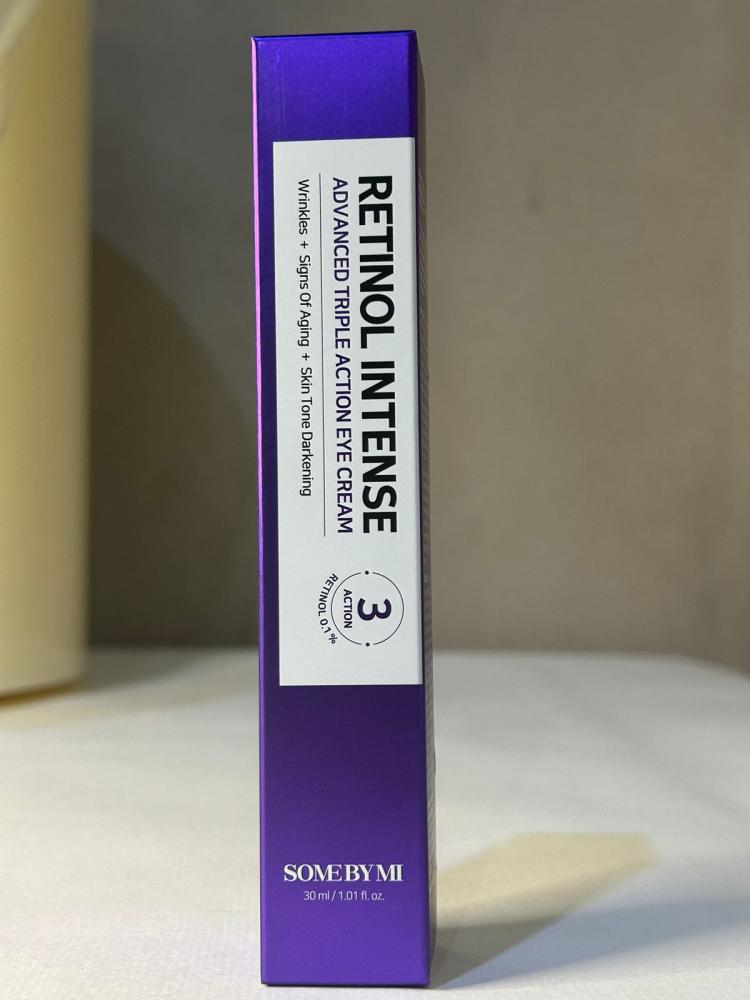 RETINOL INTENSE
ADVANCED TRIPLE ACTION EYE CREAM
Wrinkles + Signs Of Aging + Skin Tone Darkening
3
ACTION
RETINOL 0.1%
SOME BY MI
30 ml / 1.01 fl. oz.